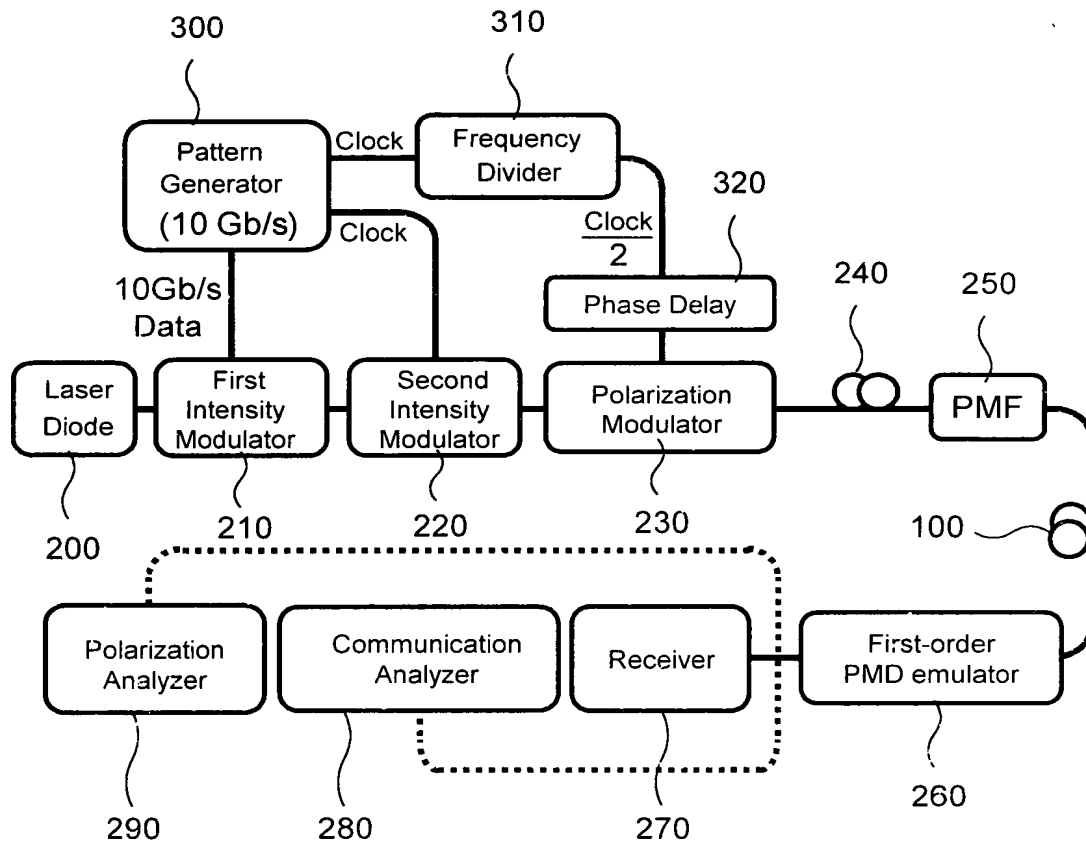 300
310
Pattern
Generator
(10 Gb/s)
Clock
Frequency
Divider
320
Clock
Clock
2
10Gb/s
Data
Phase Delay
240
250
Laser
Diode
First
Intensity
Modulator
Second
Intensity
Modulator
Polarization
Modulator
PMF
200
210
220
230
100
Polarization
Analyzer
Communication
Analyzer
Receiver
First-order
PMD emulator
290
280
270
260